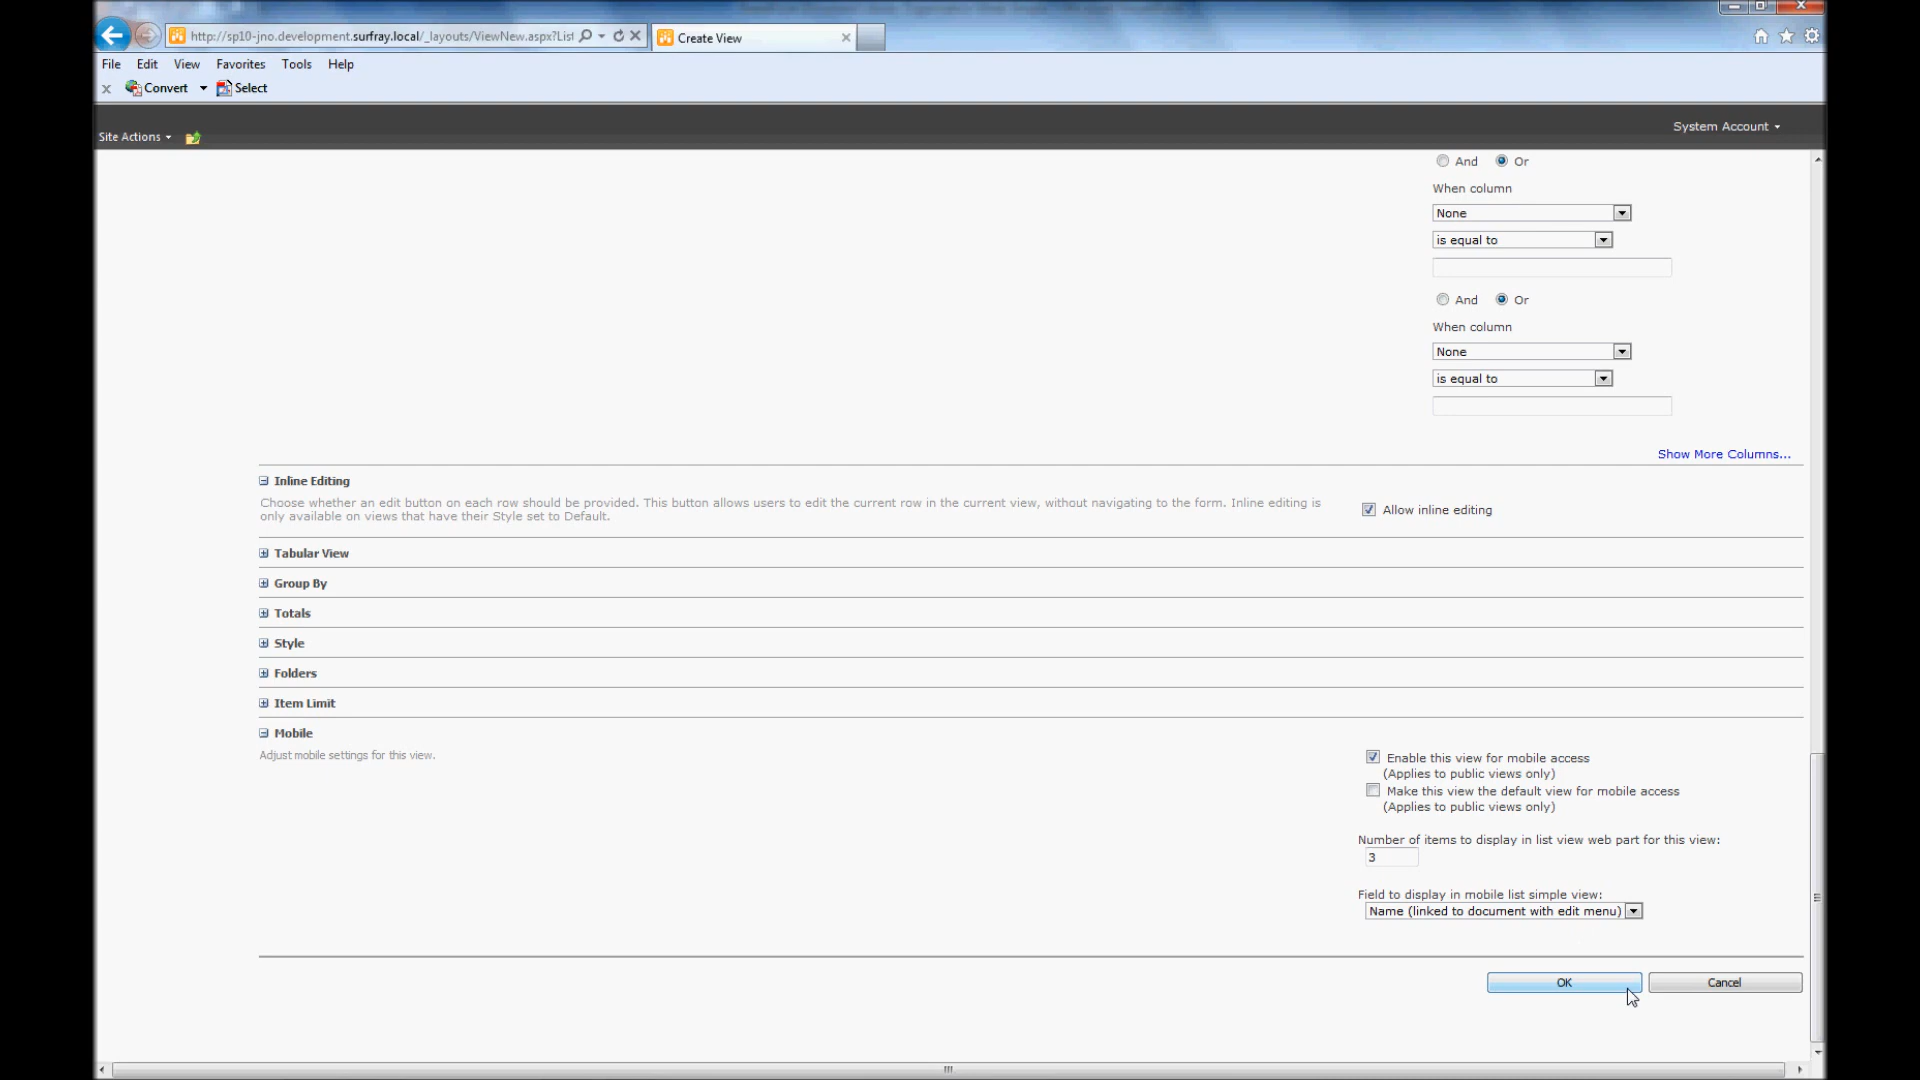 http://sp10-jno.development.surfray.local/_layouts/ViewNew.aspx?List
Create View
File Edit View Favorites Tools Help
x Convert Select
Site Actions
System Account
And Or
When column
None
is equal to
And Or
When column
None
is equal to
Show More Columns...
Inline Editing
Choose whether an edit button on each row should be provided. This button allows users to edit the current row in the current view, without navigating to the form. Inline editing is
only available on views that have their Style set to Default.
Allow inline editing
Tabular View
Group By
Totals
Style
Folders
Item Limit
Mobile
Adjust mobile settings for this view.
Enable this view for mobile access
(Applies to public views only)
Make this view the default view for mobile access
(Applies to public views only)
Number of items to display in list view web part for this view:
3
Field to display in mobile list simple view:
Name (linked to document with edit menu)
OK Cancel